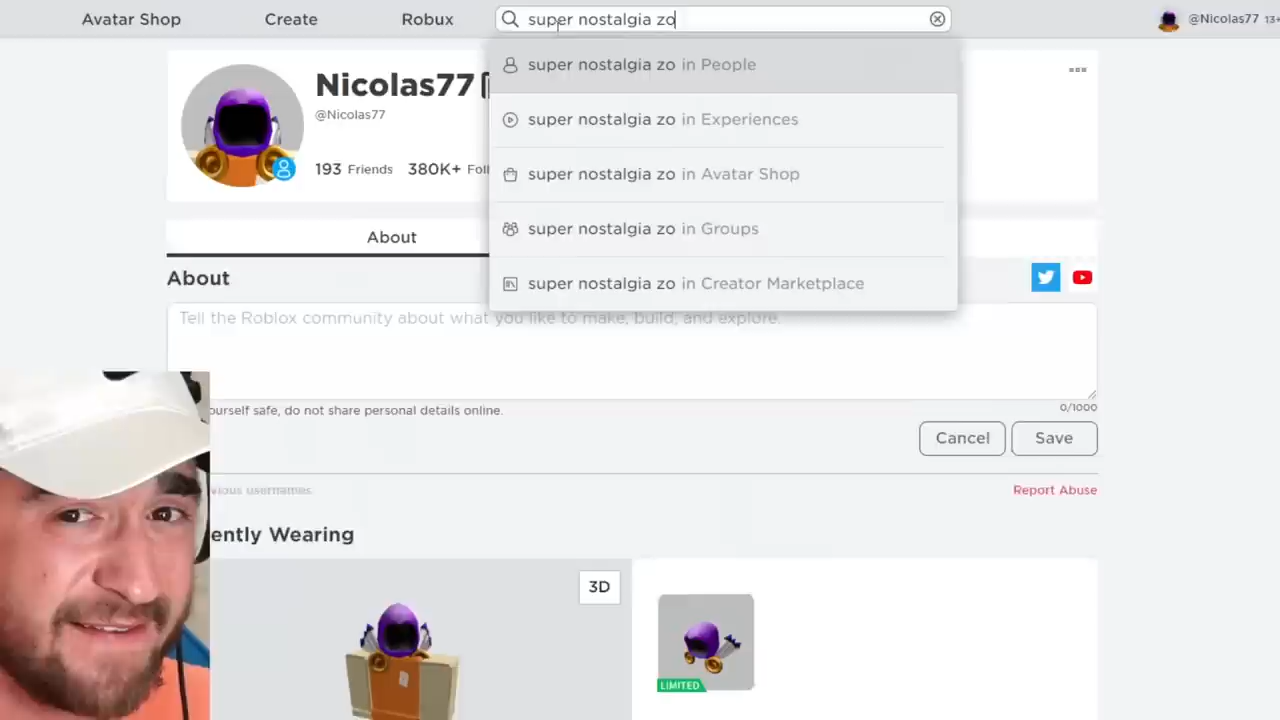 Avatar Shop Create Robux super nostalgia zo @Nicolas77 13+
super nostalgia zo in People
super nostalgia zo in Experiences
super nostalgia zo in Avatar Shop
super nostalgia zo in Groups
super nostalgia zo in Creator Marketplace
Nicolas77
@Nicolas77
193 Friends 380K+ Foll
About
About
Tell the Roblox community about what you like to make, build, and explore.
ourself safe, do not share personal details online.
0/1000
Cancel Save
vious usernames
Report Abuse
ently Wearing
3D
LIMITED